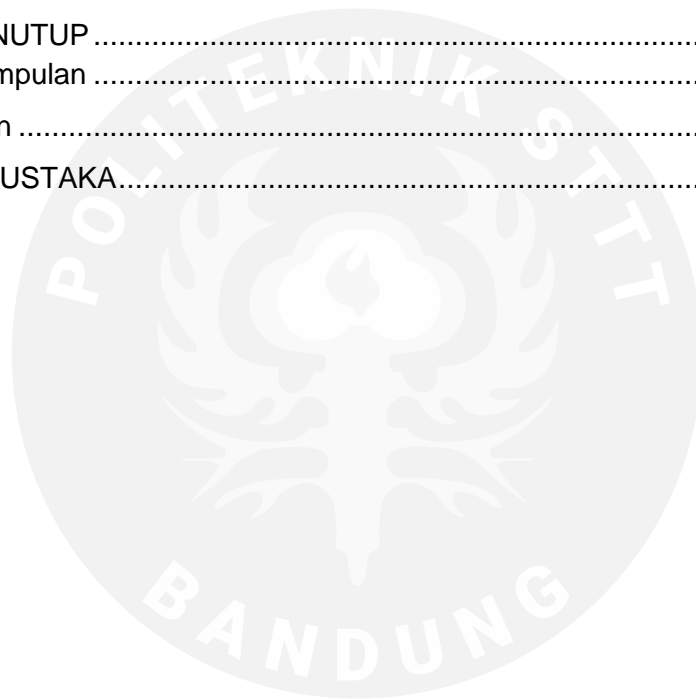 NUTUP ........................................................................
mpulan ........................................................................
n ........................................................................
USTAKA ........................................................................
POLITEKNIK STTT
BANDUNG